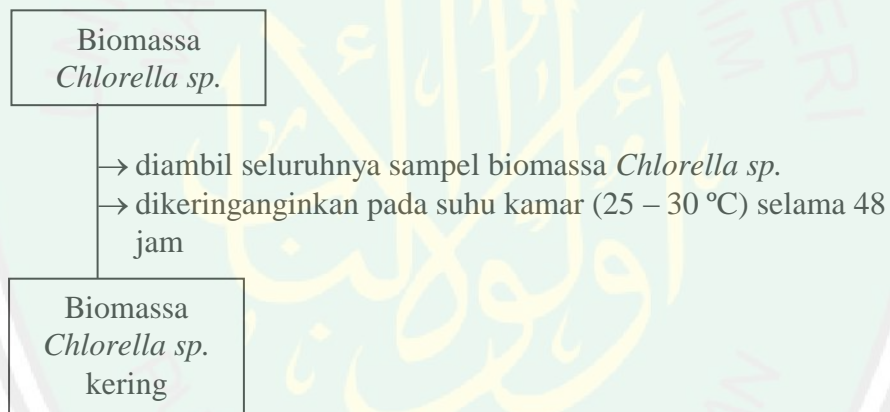 Biomassa
Chlorella sp.
→ diambil seluruhnya sampel biomassa Chlorella sp.
→ dikeringanginkan pada suhu kamar (25 – 30 ºC) selama 48
jam
Biomassa
Chlorella sp.
kering